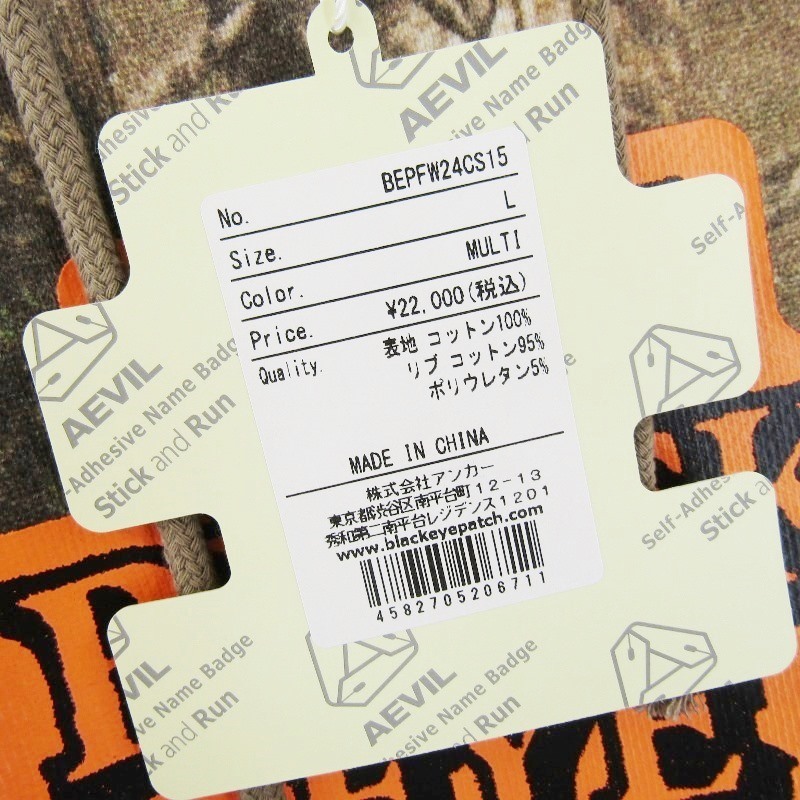 AEVIL
Self-Adhesive Name Badge
Stick and Run
No. BEPFW24CS15
Size. L
Color. MULTI
Price. ¥22,000(税込)
Quality. 表地 コットン100%
リブ コットン95%
ポリウレタン5%
MADE IN CHINA
株式会社アンカー
東京都渋谷区南平台町12-13
秀和第二南平台レジデンス1201
www.blackeyepatch.com
4582705206711
Self-A
AEVIL
-Adhesive Name Badg
Stick and Run
Self-Adhes
Stick
AEVIL
Name Badge
Stick and Run
AEVIL
Self-Adhesive Name Badge
Stick and Run